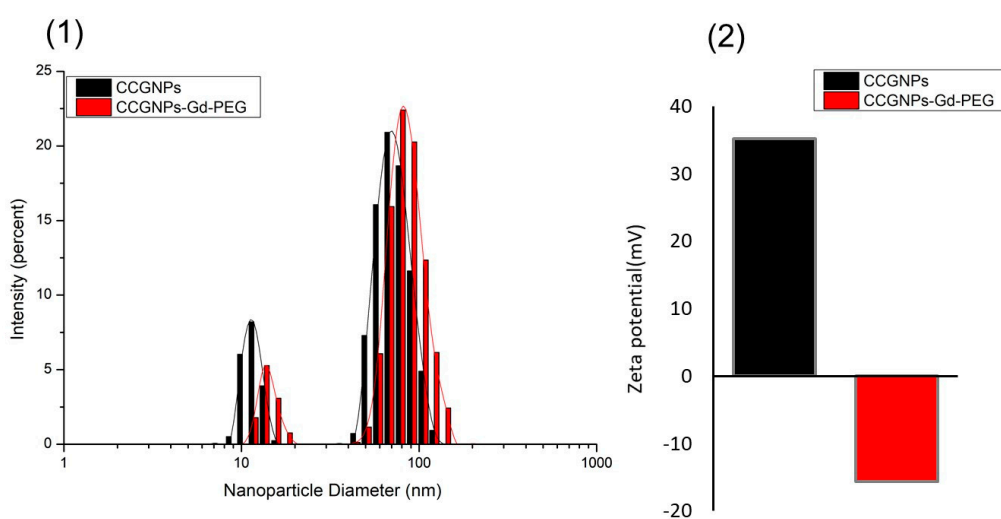 (1)
CCGNPs
CCGNPs-Gd-PEG
25
20
15
10
5
0
Intensity (percent)
1
10
100
1000
Nanoparticle Diameter (nm)
(2)
CCGNPs
CCGNPs-Gd-PEG
40
30
20
10
0
-10
-20
Zeta potential(mV)